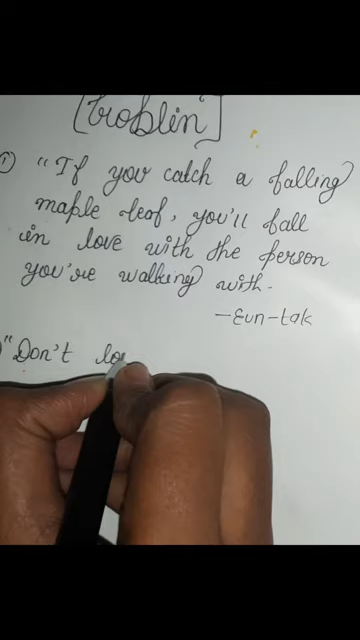 [Goblin]
① "If you catch a falling
maple leaf, you'll fall
in love with the person
you're walking with.
-Eun-tak
"Don't lo